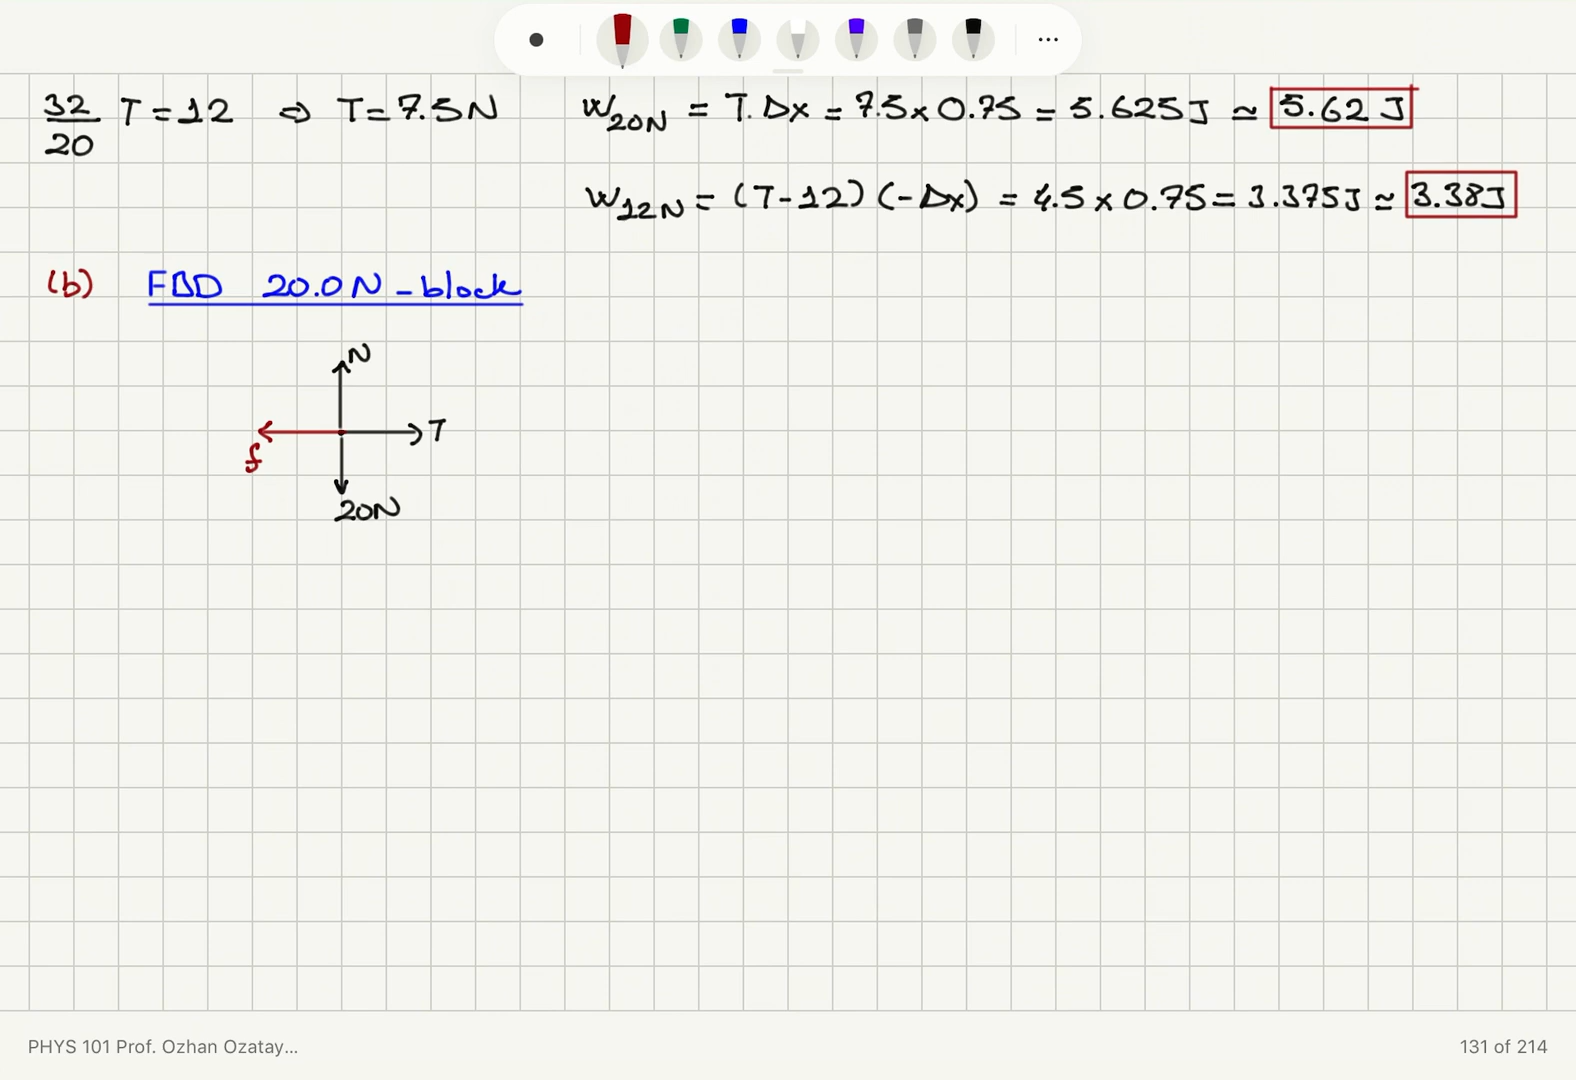 32/20 T = 12 ⇒ T = 7.5N
W20N = T.Δx = 7.5 x 0.75 = 5.625J ≃ 5.62 J
W12N = (T-12) (-Δx) = 4.5 x 0.75 = 3.375J ≃ 3.38J
(b) FBD 20.0N - block
N
T
f
20N
PHYS 101 Prof. Ozhan Ozatay...
131 of 214